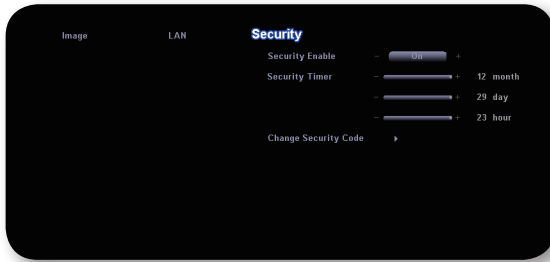 Image LAN Security
Security Enable - On +
Security Timer - + 12 month
- + 29 day
- + 23 hour
Change Security Code